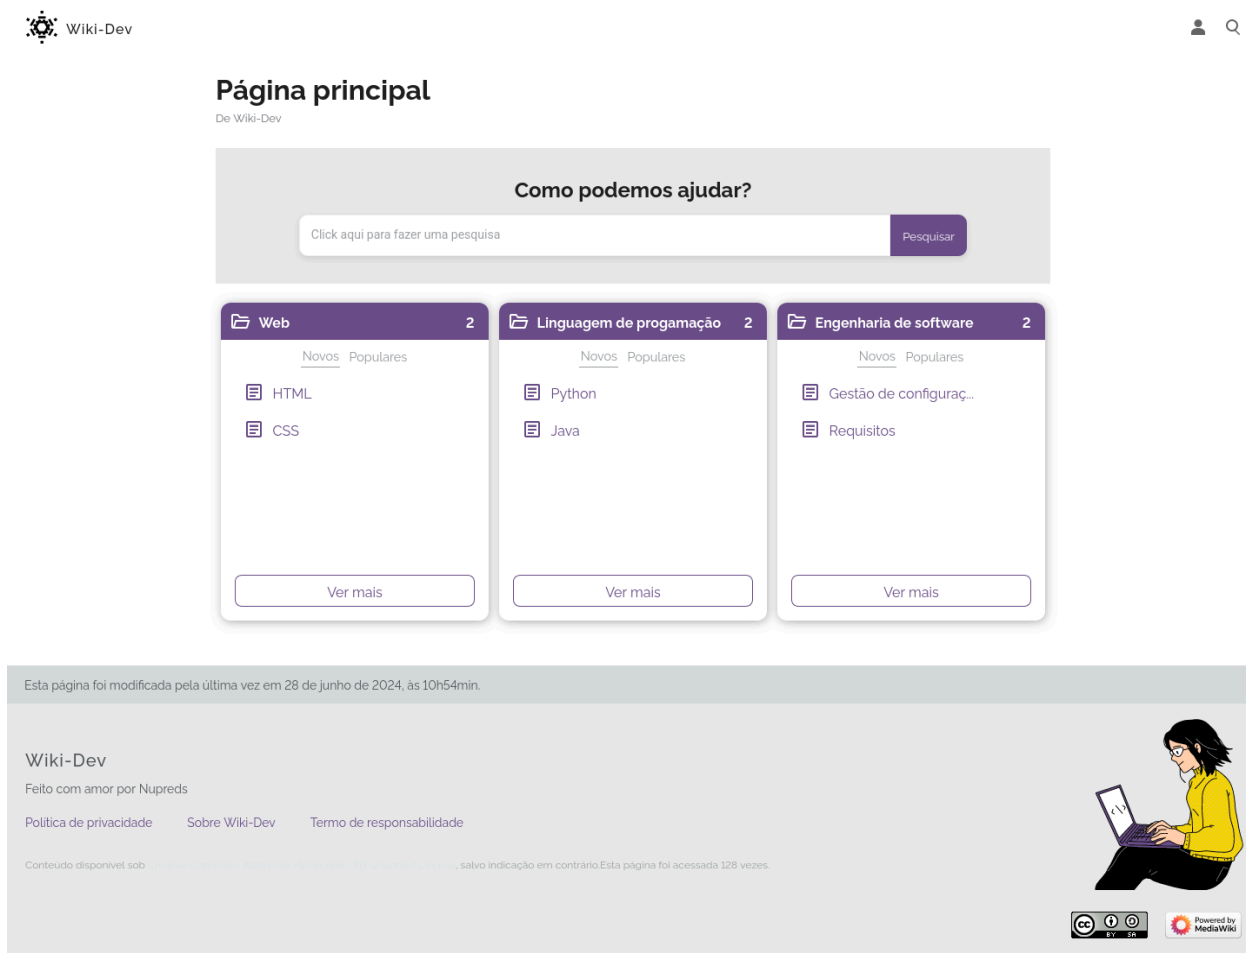 Wiki-Dev
Página principal
De Wiki-Dev
Como podemos ajudar?
Click aqui para fazer uma pesquisa
Pesquisar
Web 2
Novos Populares
HTML
CSS
Ver mais
Linguagem de progamação 2
Novos Populares
Python
Java
Ver mais
Engenharia de software 2
Novos Populares
Gestão de configuraç...
Requisitos
Ver mais
Esta página foi modificada pela última vez em 28 de junho de 2024, às 10h54min.
Wiki-Dev
Feito com amor por Nupreds
Política de privacidade Sobre Wiki-Dev Termo de responsabilidade
Conteúdo disponível sob , salvo indicação em contrário.Esta página foi acessada 128 vezes.
</> 
cc BY SA
Powered by
MediaWiki